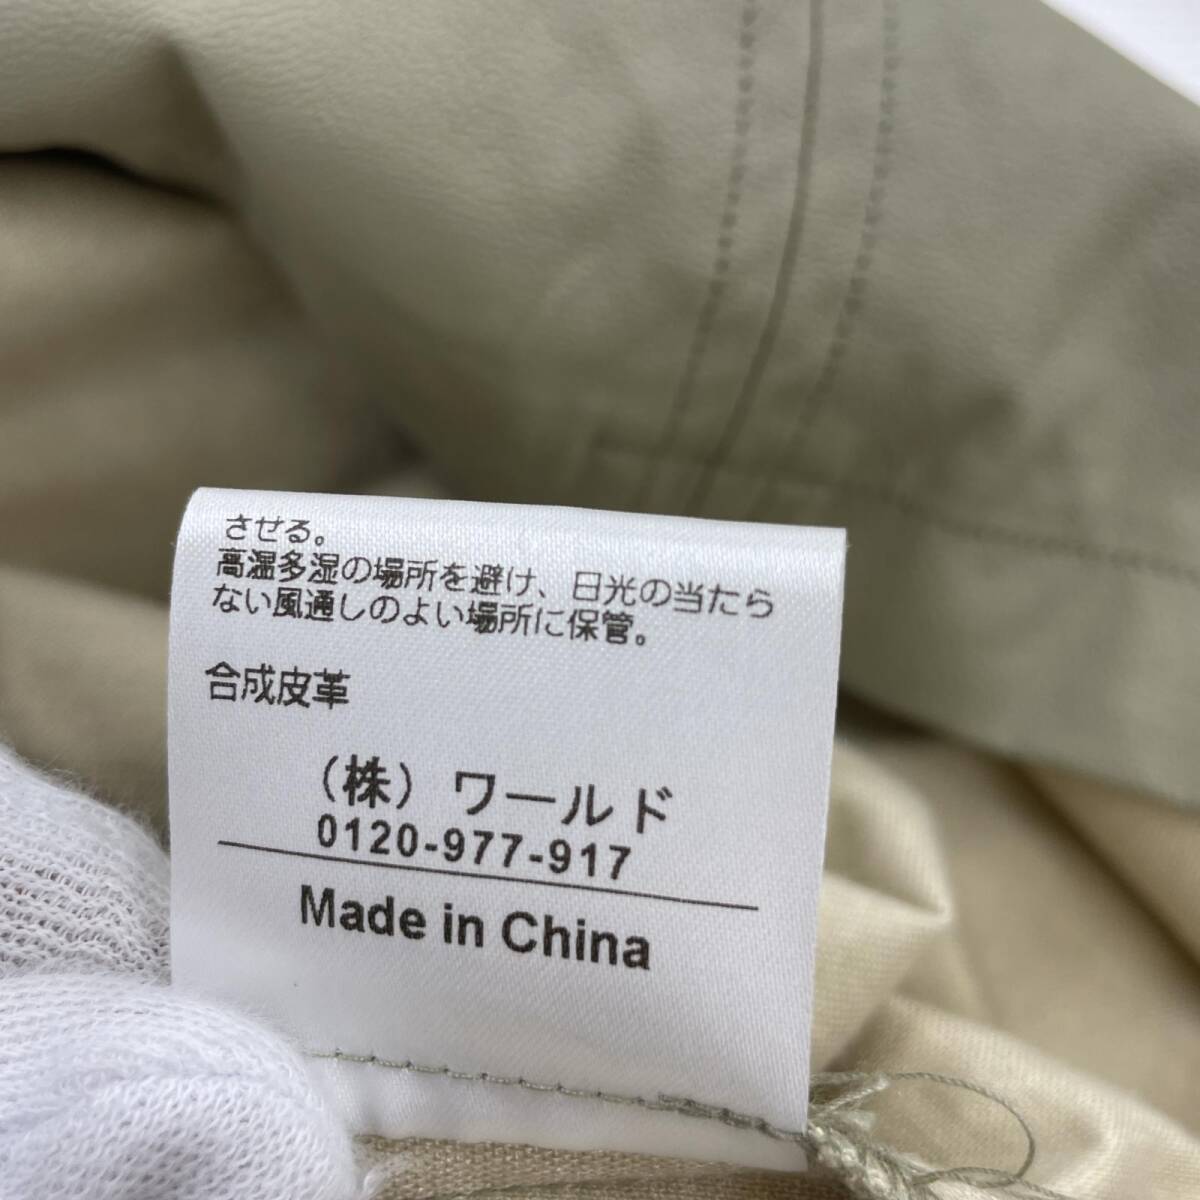 させる。
高湿多湿の場所を避け、日光の当たら
ない風通しのよい場所に保管。
合成皮革
（株）ワールド
0120-977-917
Made in China